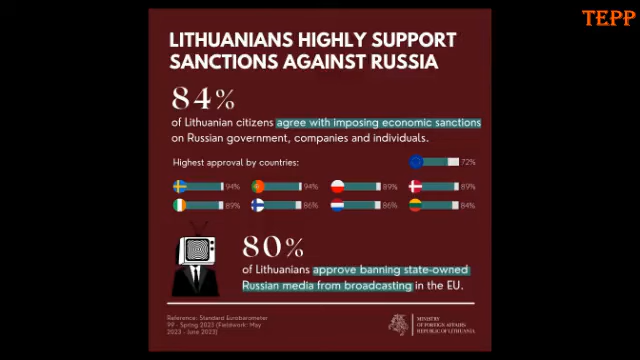 TEPP
LITHUANIANS HIGHLY SUPPORT
SANCTIONS AGAINST RUSSIA
84%
of Lithuanian citizens agree with imposing economic sanctions
on Russian government, companies and individuals.
Highest approval by countries:
72%
94%
94%
89%
89%
89%
86%
86%
84%
80%
of Lithuanians approve banning state-owned
Russian media from broadcasting in the EU.
Reference: Standard Eurobarometer
99 - Spring 2023 (Fieldwork: May
2023 - June 2023)
MINISTRY
OF FOREIGN AFFAIRS
REPUBLIC OF LITHUANIA